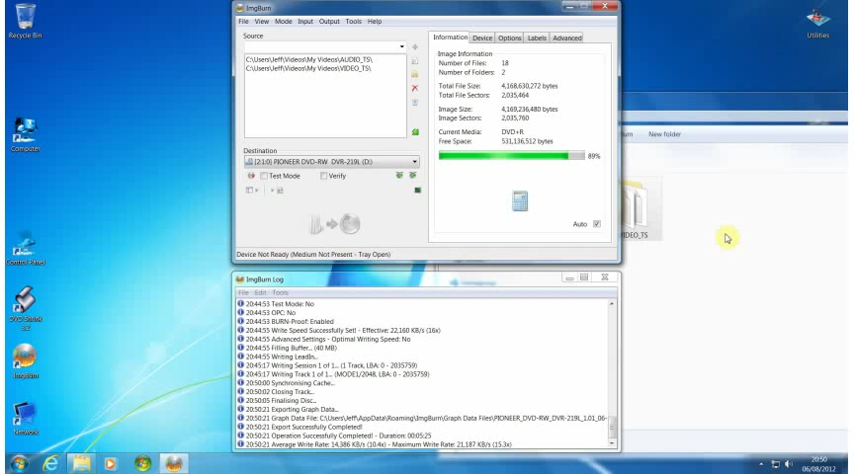 Recycle Bin
Computer
Control Panel
DVD Shrink
3.2
ImgBurn
Network
Utilities
ImgBurn
File View Mode Input Output Tools Help
Source
C:\Users\Jeff\Videos\My Videos\AUDIO_TS\
C:\Users\Jeff\Videos\My Videos\VIDEO_TS\
Destination
[2:1:0] PIONEER DVD-RW DVR-219L (D:)
Test Mode Verify
Device Not Ready (Medium Not Present - Tray Open)
Information Device Options Labels Advanced
Image Information
Number of Files: 18
Number of Folders: 2
Total File Size: 4,168,630,272 bytes
Total File Sectors: 2,035,464
Image Size: 4,169,236,480 bytes
Image Sectors: 2,035,760
Current Media: DVD+R
Free Space: 531,136,512 bytes
89%
Auto
New folder
VIDEO_TS
ImgBurn Log
File Edit Tools
20:44:53 Test Mode: No
20:44:53 OPC: No
20:44:53 BURN-Proof: Enabled
20:44:55 Write Speed Successfully Set! - Effective: 22,160 KB/s (16x)
20:44:55 Advanced Settings - Optimal Writing Speed: No
20:44:55 Filling Buffer... (40 MB)
20:44:55 Writing LeadIn...
20:45:17 Writing Session 1 of 1... (1 Track, LBA: 0 - 2035759)
20:45:17 Writing Track 1 of 1... (MODE1/2048, LBA: 0 - 2035759)
20:50:00 Synchronising Cache...
20:50:02 Closing Track...
20:50:05 Finalising Disc...
20:50:21 Exporting Graph Data...
20:50:21 Graph Data File: C:\Users\Jeff\AppData\Roaming\ImgBurn\Graph Data Files\PIONEER_DVD-RW_DVR-219L_1.01_06-
20:50:21 Export Successfully Completed!
20:50:21 Operation Successfully Completed! - Duration: 00:05:25
20:50:21 Average Write Rate: 14,386 KB/s (10.4x) - Maximum Write Rate: 21,187 KB/s (15.3x)
20:50
06/08/2012